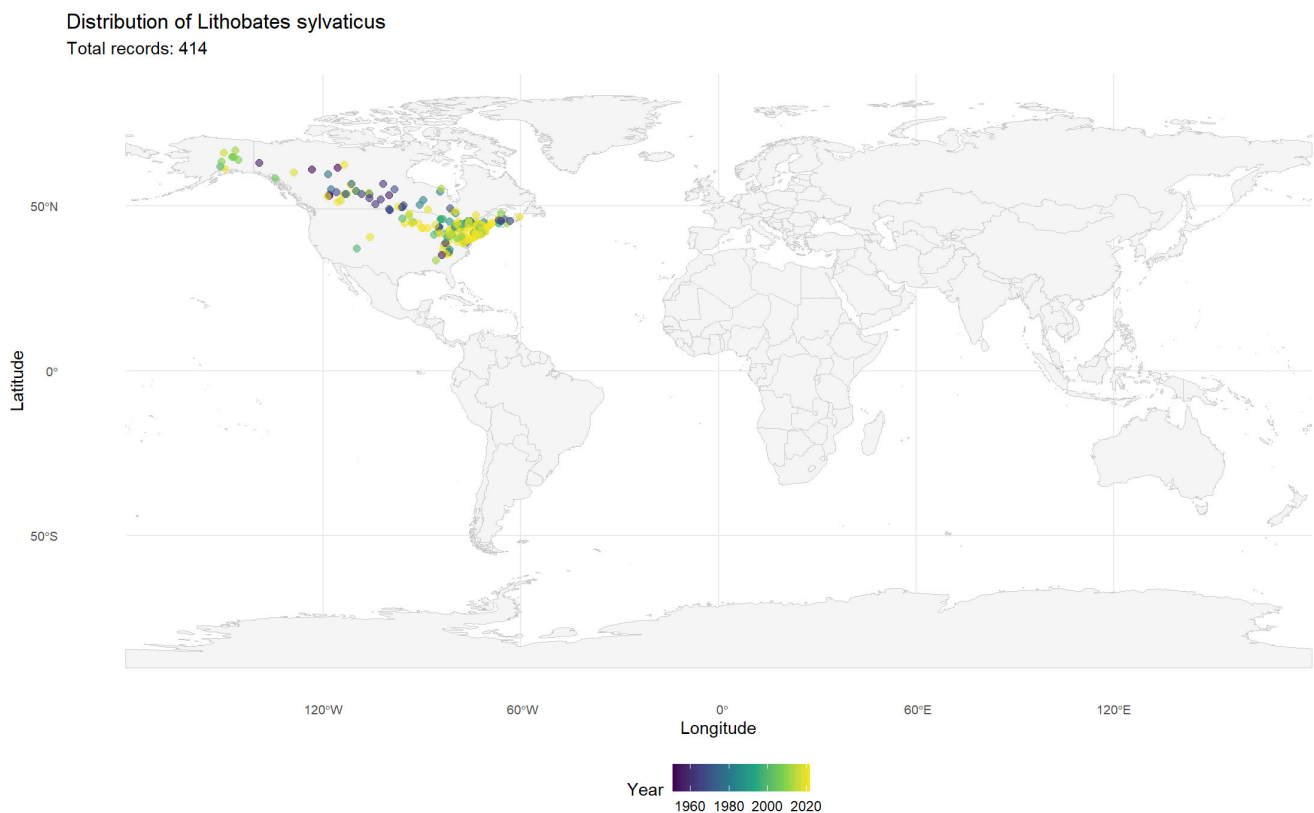 Distribution of Lithobates sylvaticus
Total records: 414
Latitude
50°N
0°
50°S
120°W 60°W 0° 60°E 120°E
Longitude
Year
1960 1980 2000 2020